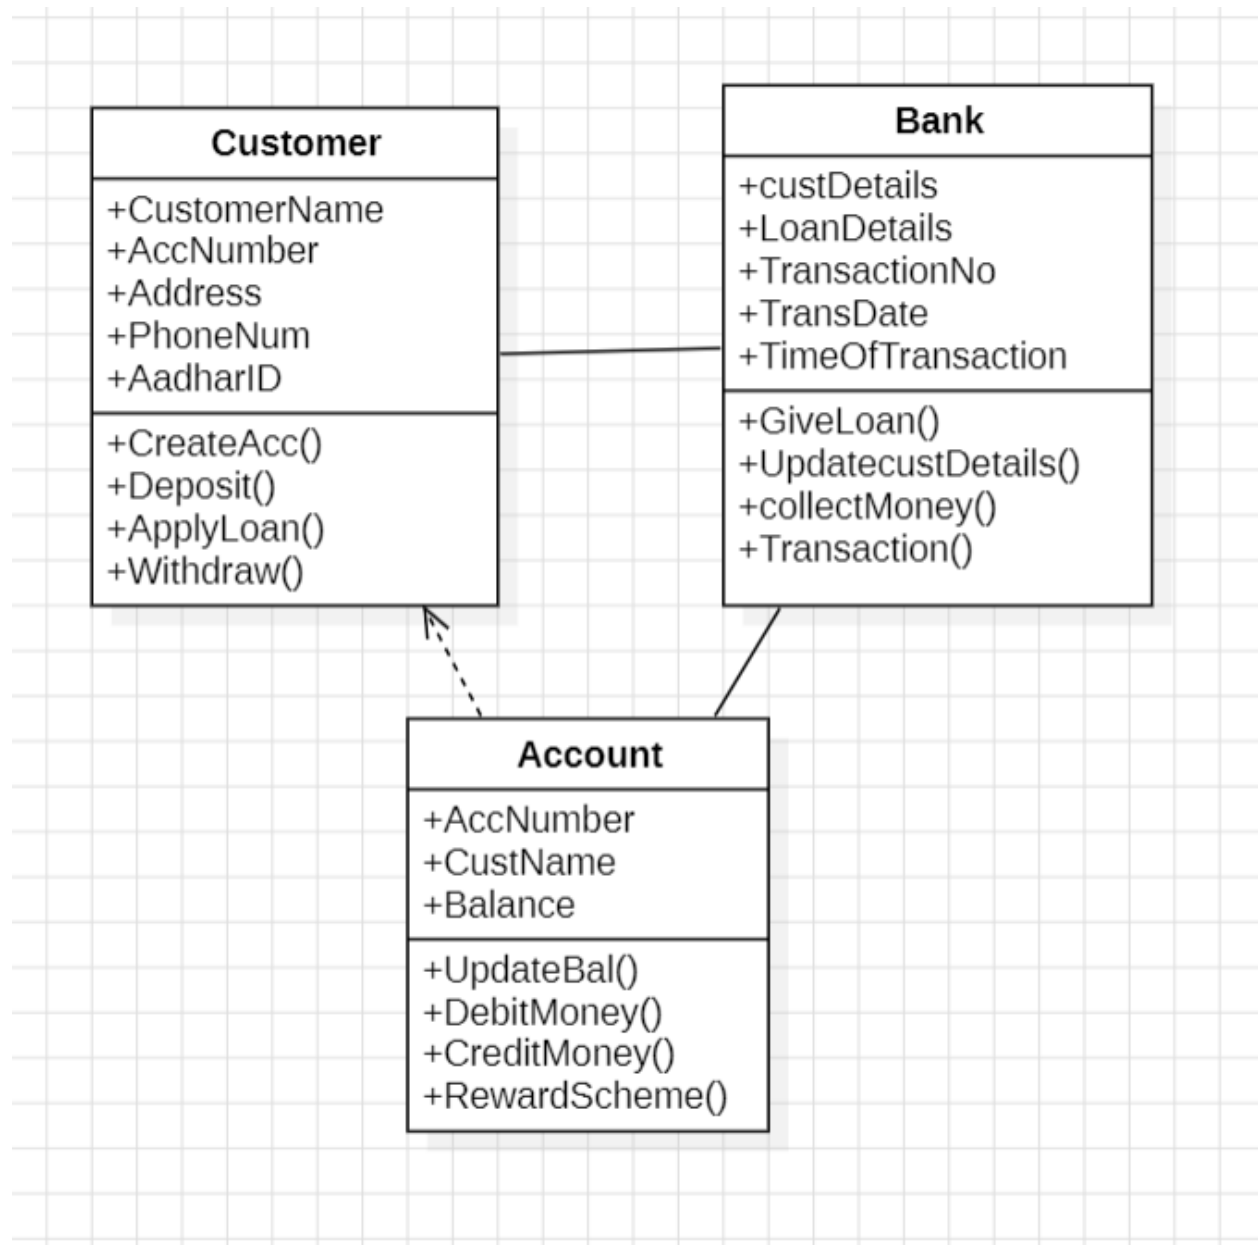 Customer
+CustomerName
+AccNumber
+Address
+PhoneNum
+AadharID
+CreateAcc()
+Deposit()
+ApplyLoan()
+Withdraw()
Bank
+custDetails
+LoanDetails
+TransactionNo
+TransDate
+TimeOfTransaction
+GiveLoan()
+UpdatecustDetails()
+collectMoney()
+Transaction()
Account
+AccNumber
+CustName
+Balance
+UpdateBal()
+DebitMoney()
+CreditMoney()
+RewardScheme()